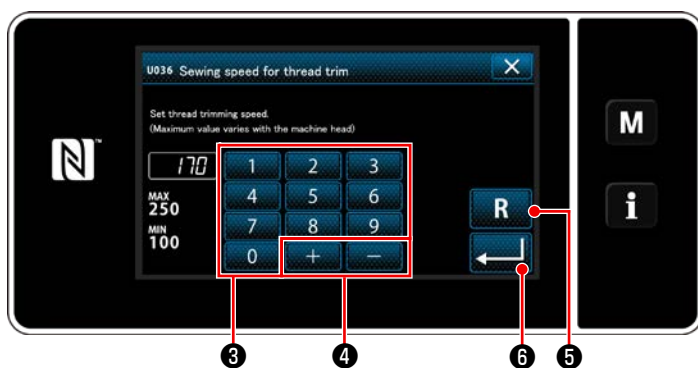 U036 Sewing speed for thread trim
X
Set thread trimming speed.
(Maximum value varies with the machine head)
170
1 2 3
MAX
250
4 5 6
MIN
100
7 8 9
0 + −
R
N™
M
i
❸ ❹ ❻ ❺